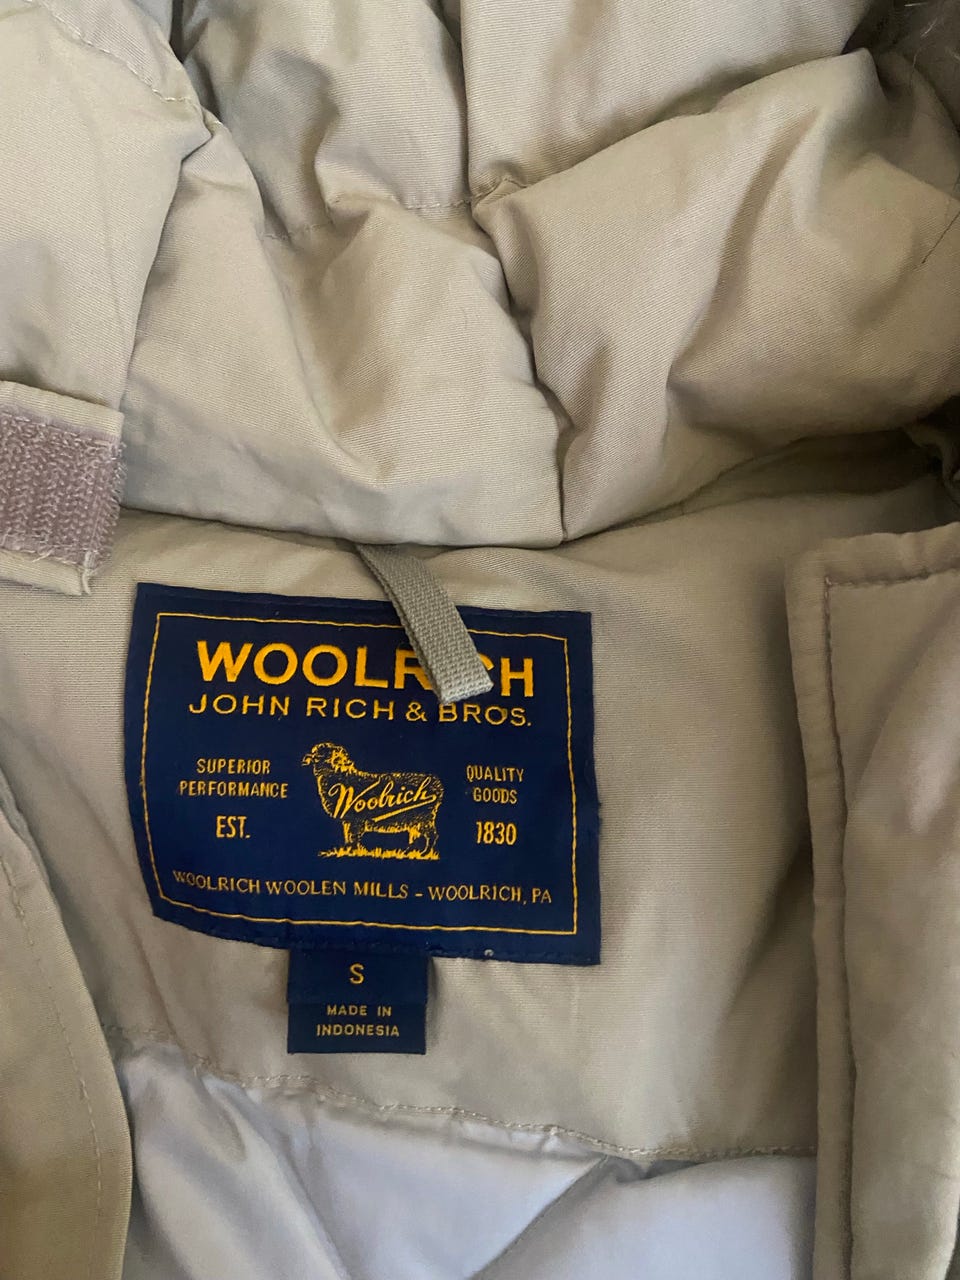 WOOLRICH
JOHN RICH & BROS.
SUPERIOR
PERFORMANCE
EST.
Woolrich
QUALITY
GOODS
1830
WOOLRICH WOOLEN MILLS - WOOLRICH, PA
S
MADE IN
INDONESIA